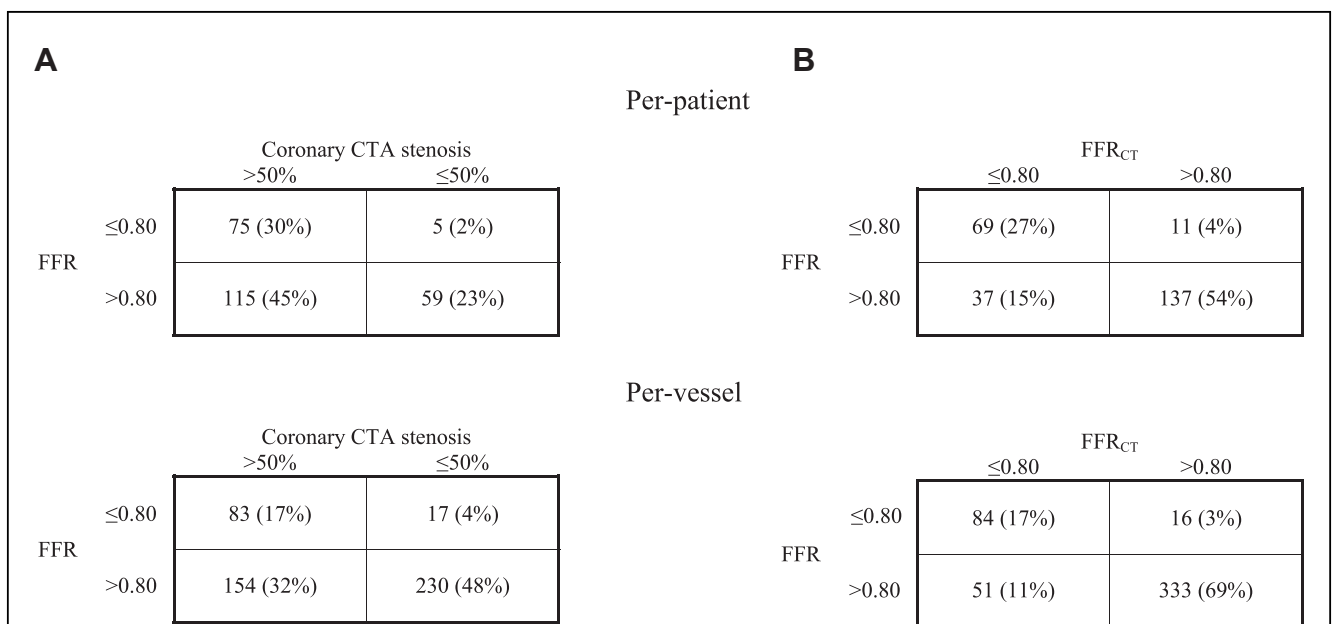 A
B
Per-patient
Coronary CTA stenosis
>50% ≤50%
FFR
≤0.80 75 (30%) 5 (2%)
>0.80 115 (45%) 59 (23%)
FFRCT
≤0.80 >0.80
FFR
≤0.80 69 (27%) 11 (4%)
>0.80 37 (15%) 137 (54%)
Per-vessel
Coronary CTA stenosis
>50% ≤50%
FFR
≤0.80 83 (17%) 17 (4%)
>0.80 154 (32%) 230 (48%)
FFRCT
≤0.80 >0.80
FFR
≤0.80 84 (17%) 16 (3%)
>0.80 51 (11%) 333 (69%)